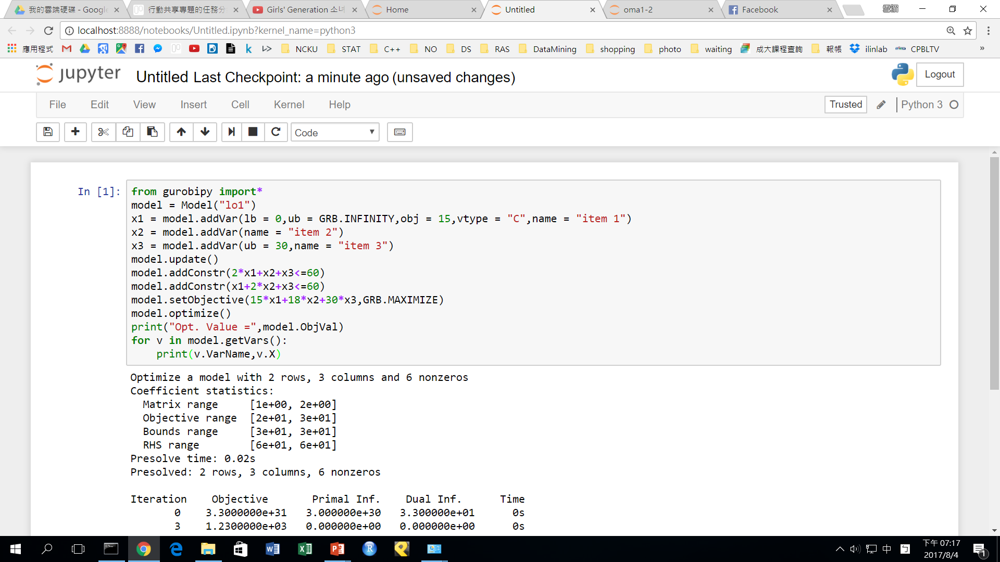 我的雲端硬碟 - Google
行動共享專題的任務分
Girls' Generation 소녀
Home
Untitled
oma1-2
Facebook
localhost:8888/notebooks/Untitled.ipynb?kernel_name=python3
應用程式
NCKU
STAT
C++
NO
DS
RAS
DataMining
shopping
photo
waiting
成大課程查詢
報帳
ilinlab
CPBLTV
»
jupyter
Untitled Last Checkpoint: a minute ago (unsaved changes)
Logout
File Edit View Insert Cell Kernel Help
Trusted
Python 3
Code
In [1]:
from gurobipy import*
model = Model("lo1")
x1 = model.addVar(lb = 0,ub = GRB.INFINITY,obj = 15,vtype = "C",name = "item 1")
x2 = model.addVar(name = "item 2")
x3 = model.addVar(ub = 30,name = "item 3")
model.update()
model.addConstr(2*x1+x2+x3<=60)
model.addConstr(x1+2*x2+x3<=60)
model.setObjective(15*x1+18*x2+30*x3,GRB.MAXIMIZE)
model.optimize()
print("Opt. Value =",model.ObjVal)
for v in model.getVars():
    print(v.VarName,v.X)
Optimize a model with 2 rows, 3 columns and 6 nonzeros
Coefficient statistics:
  Matrix range     [1e+00, 2e+00]
  Objective range  [2e+01, 3e+01]
  Bounds range     [3e+01, 3e+01]
  RHS range        [6e+01, 6e+01]
Presolve time: 0.02s
Presolved: 2 rows, 3 columns, 6 nonzeros
Iteration    Objective       Primal Inf.    Dual Inf.      Time
       0    3.3000000e+31   3.000000e+30   3.300000e+01      0s
       3    1.2300000e+03   0.000000e+00   0.000000e+00      0s
中
下午 07:17
2017/8/4
1